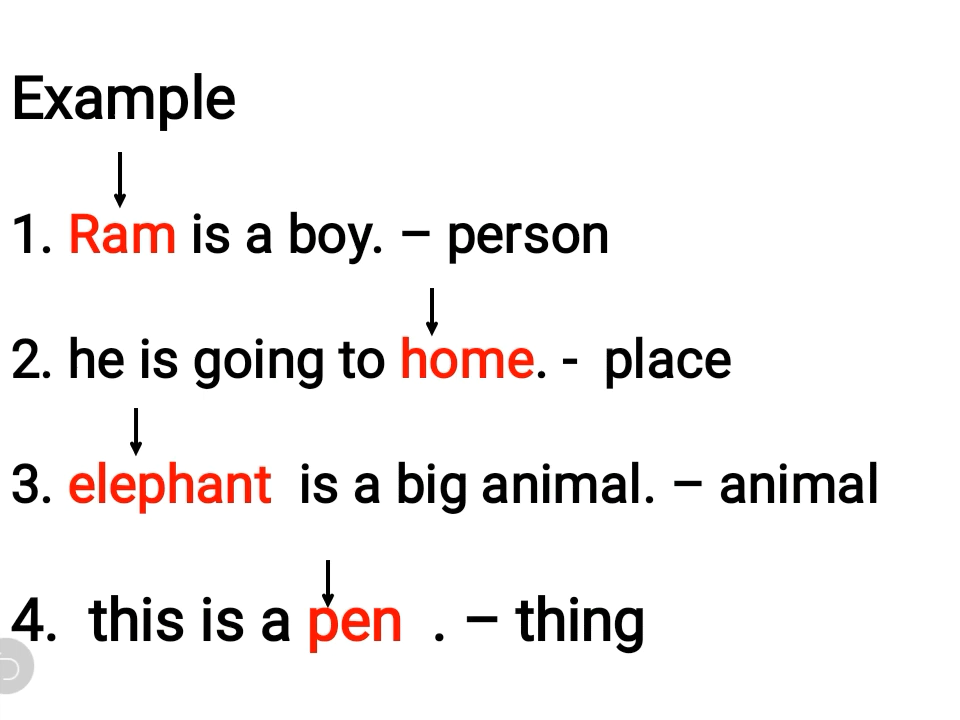 Example
1. Ram is a boy. – person
2. he is going to home. - place
3. elephant is a big animal. – animal
4. this is a pen . – thing